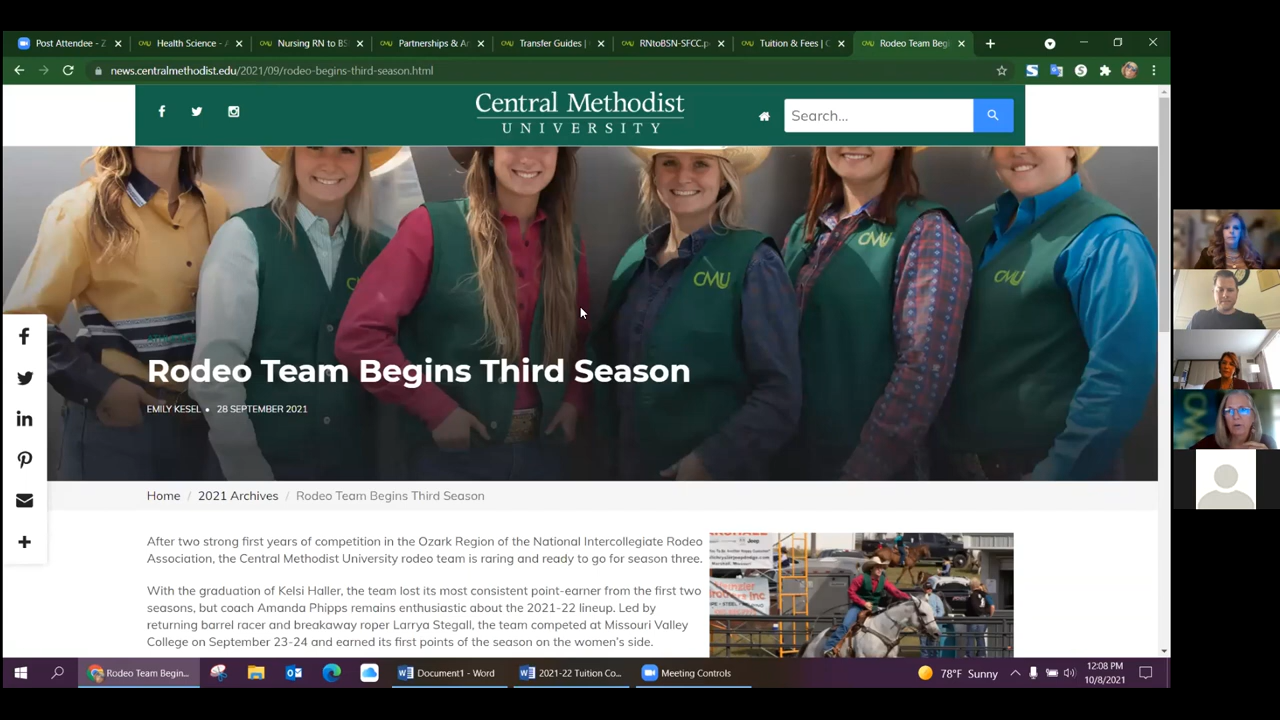 Post Attendee - Z
Health Science - A
Nursing RN to BS
Partnerships & Ar
Transfer Guides |
RNtoBSN-SFCC.p
Tuition & Fees | C
Rodeo Team Beg
news.centralmethodist.edu/2021/09/rodeo-begins-third-season.html
Central Methodist
UNIVERSITY
Search...
CMU
CMU
CMU
Rodeo Team Begins Third Season
EMILY KESEL • 28 SEPTEMBER 2021
Home / 2021 Archives / Rodeo Team Begins Third Season
After two strong first years of competition in the Ozark Region of the National Intercollegiate Rodeo
Association, the Central Methodist University rodeo team is raring and ready to go for season three.
With the graduation of Kelsi Haller, the team lost its most consistent point-earner from the first two
seasons, but coach Amanda Phipps remains enthusiastic about the 2021-22 lineup. Led by
returning barrel racer and breakaway roper Larrya Stegall, the team competed at Missouri Valley
College on September 23-24 and earned its first points of the season on the women's side.
Rodeo Team Begin...
Document1 - Word
2021-22 Tuition Co...
Meeting Controls
78°F Sunny
12:08 PM
10/8/2021